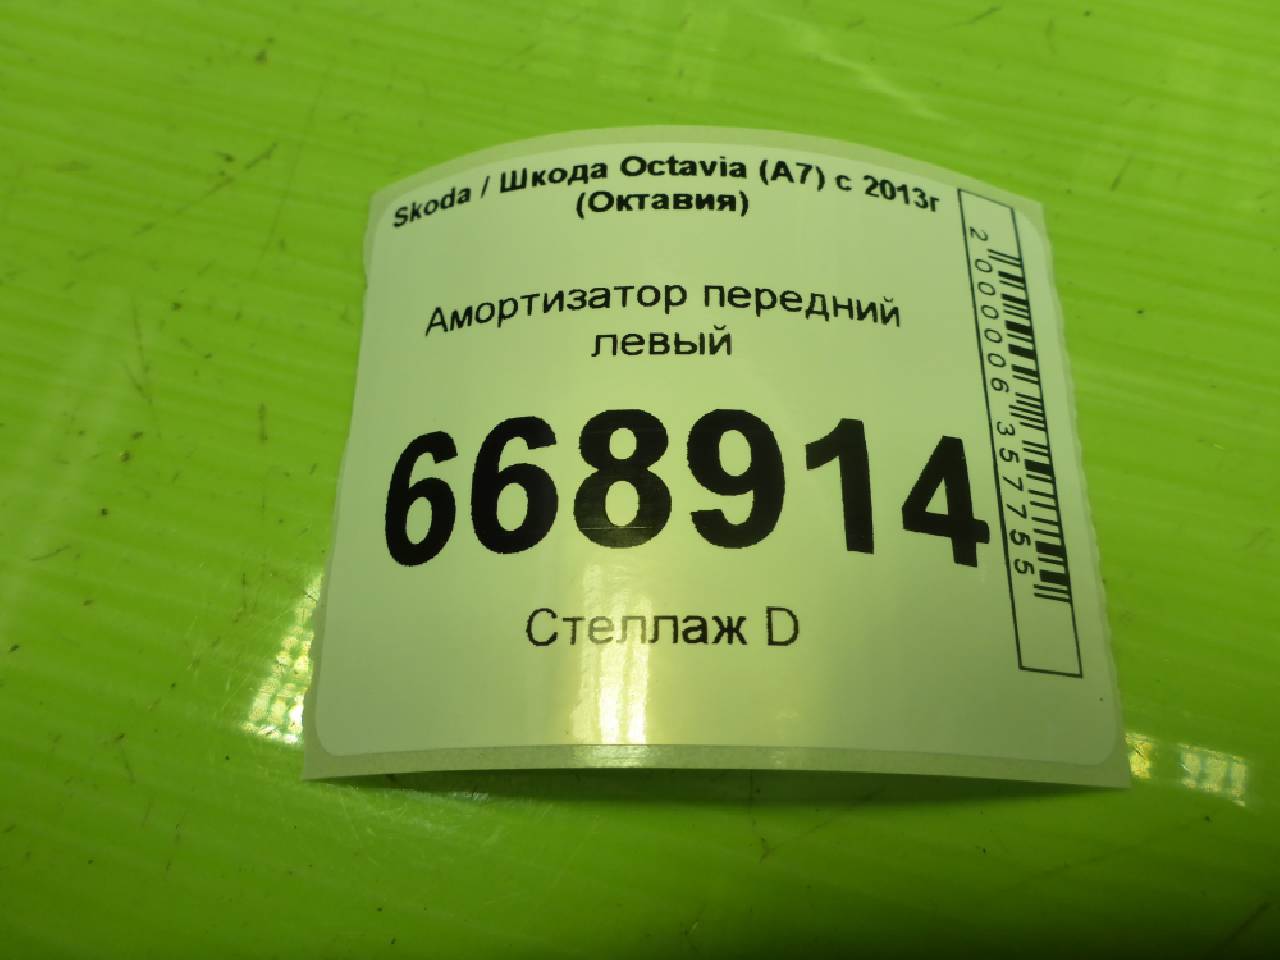 Skoda / Шкода Octavia (A7) с 2013г
(Октавия)
Амортизатор передний
левый
668914
Стеллаж D
2000006357755